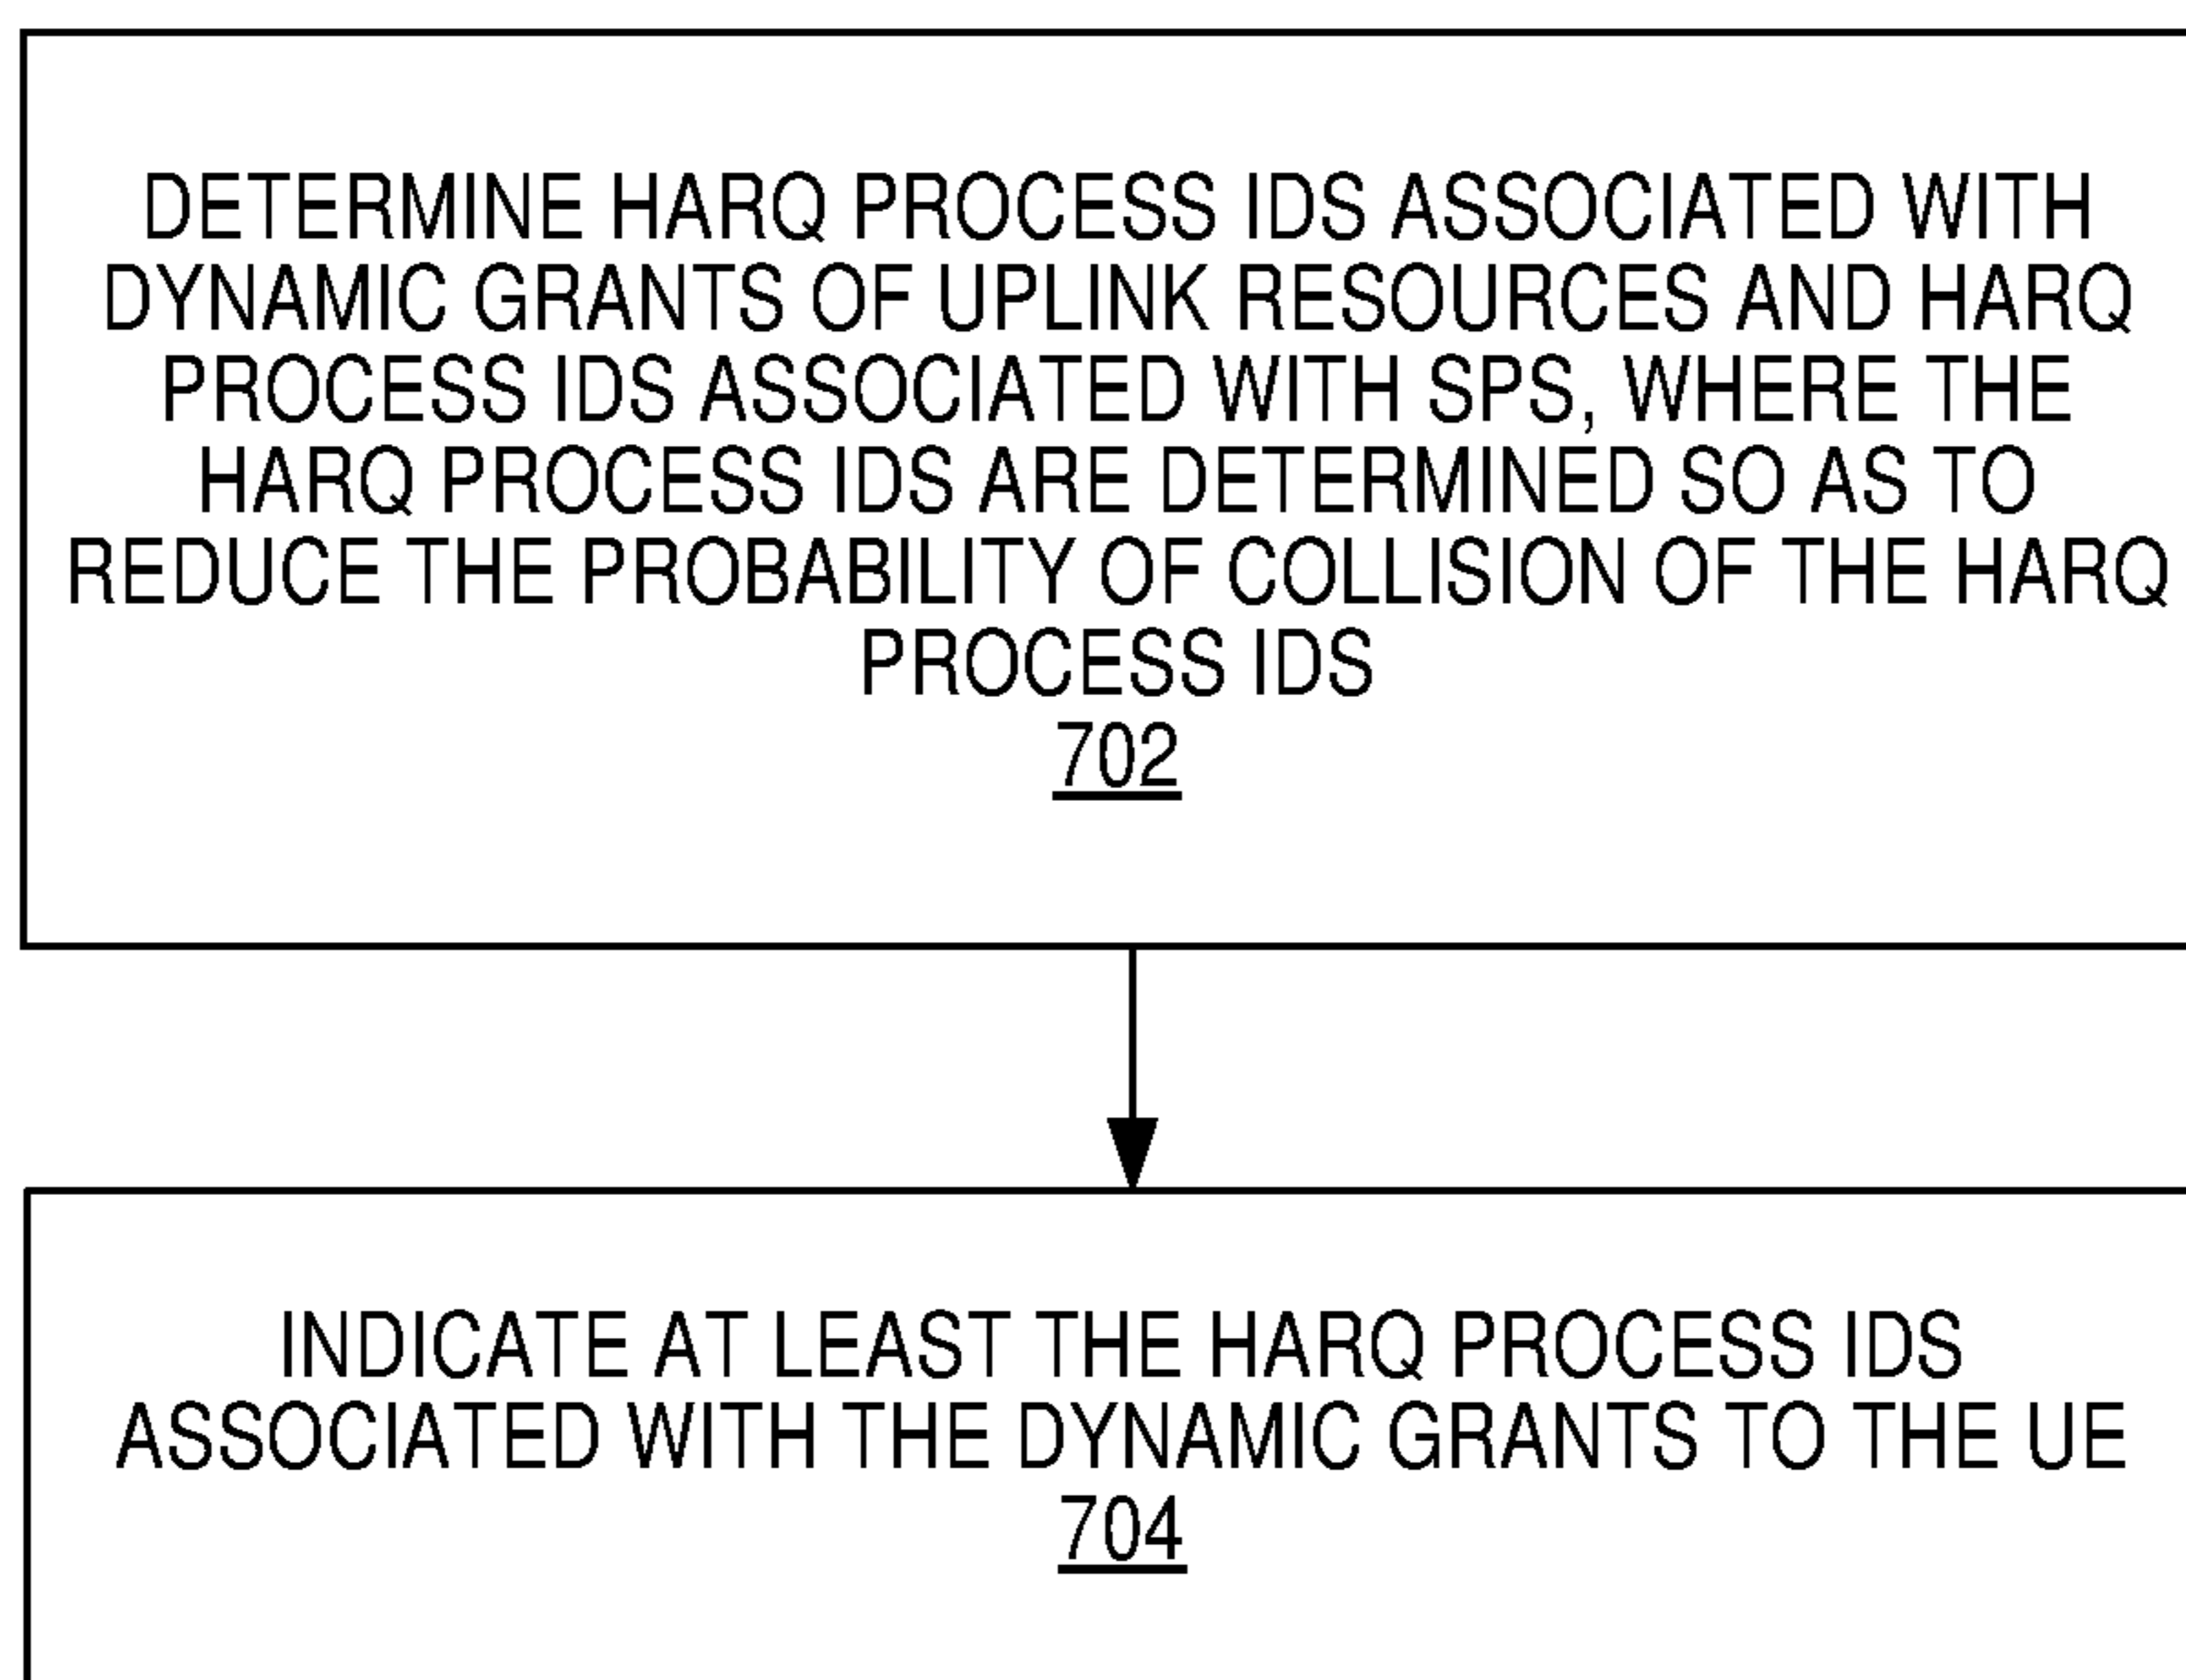 DETERMINE HARQ PROCESS IDS ASSOCIATED WITH
DYNAMIC GRANTS OF UPLINK RESOURCES AND HARQ
PROCESS IDS ASSOCIATED WITH SPS, WHERE THE
HARQ PROCESS IDS ARE DETERMINED SO AS TO
REDUCE THE PROBABILITY OF COLLISION OF THE HARQ
PROCESS IDS
702
INDICATE AT LEAST THE HARQ PROCESS IDS
ASSOCIATED WITH THE DYNAMIC GRANTS TO THE UE
704